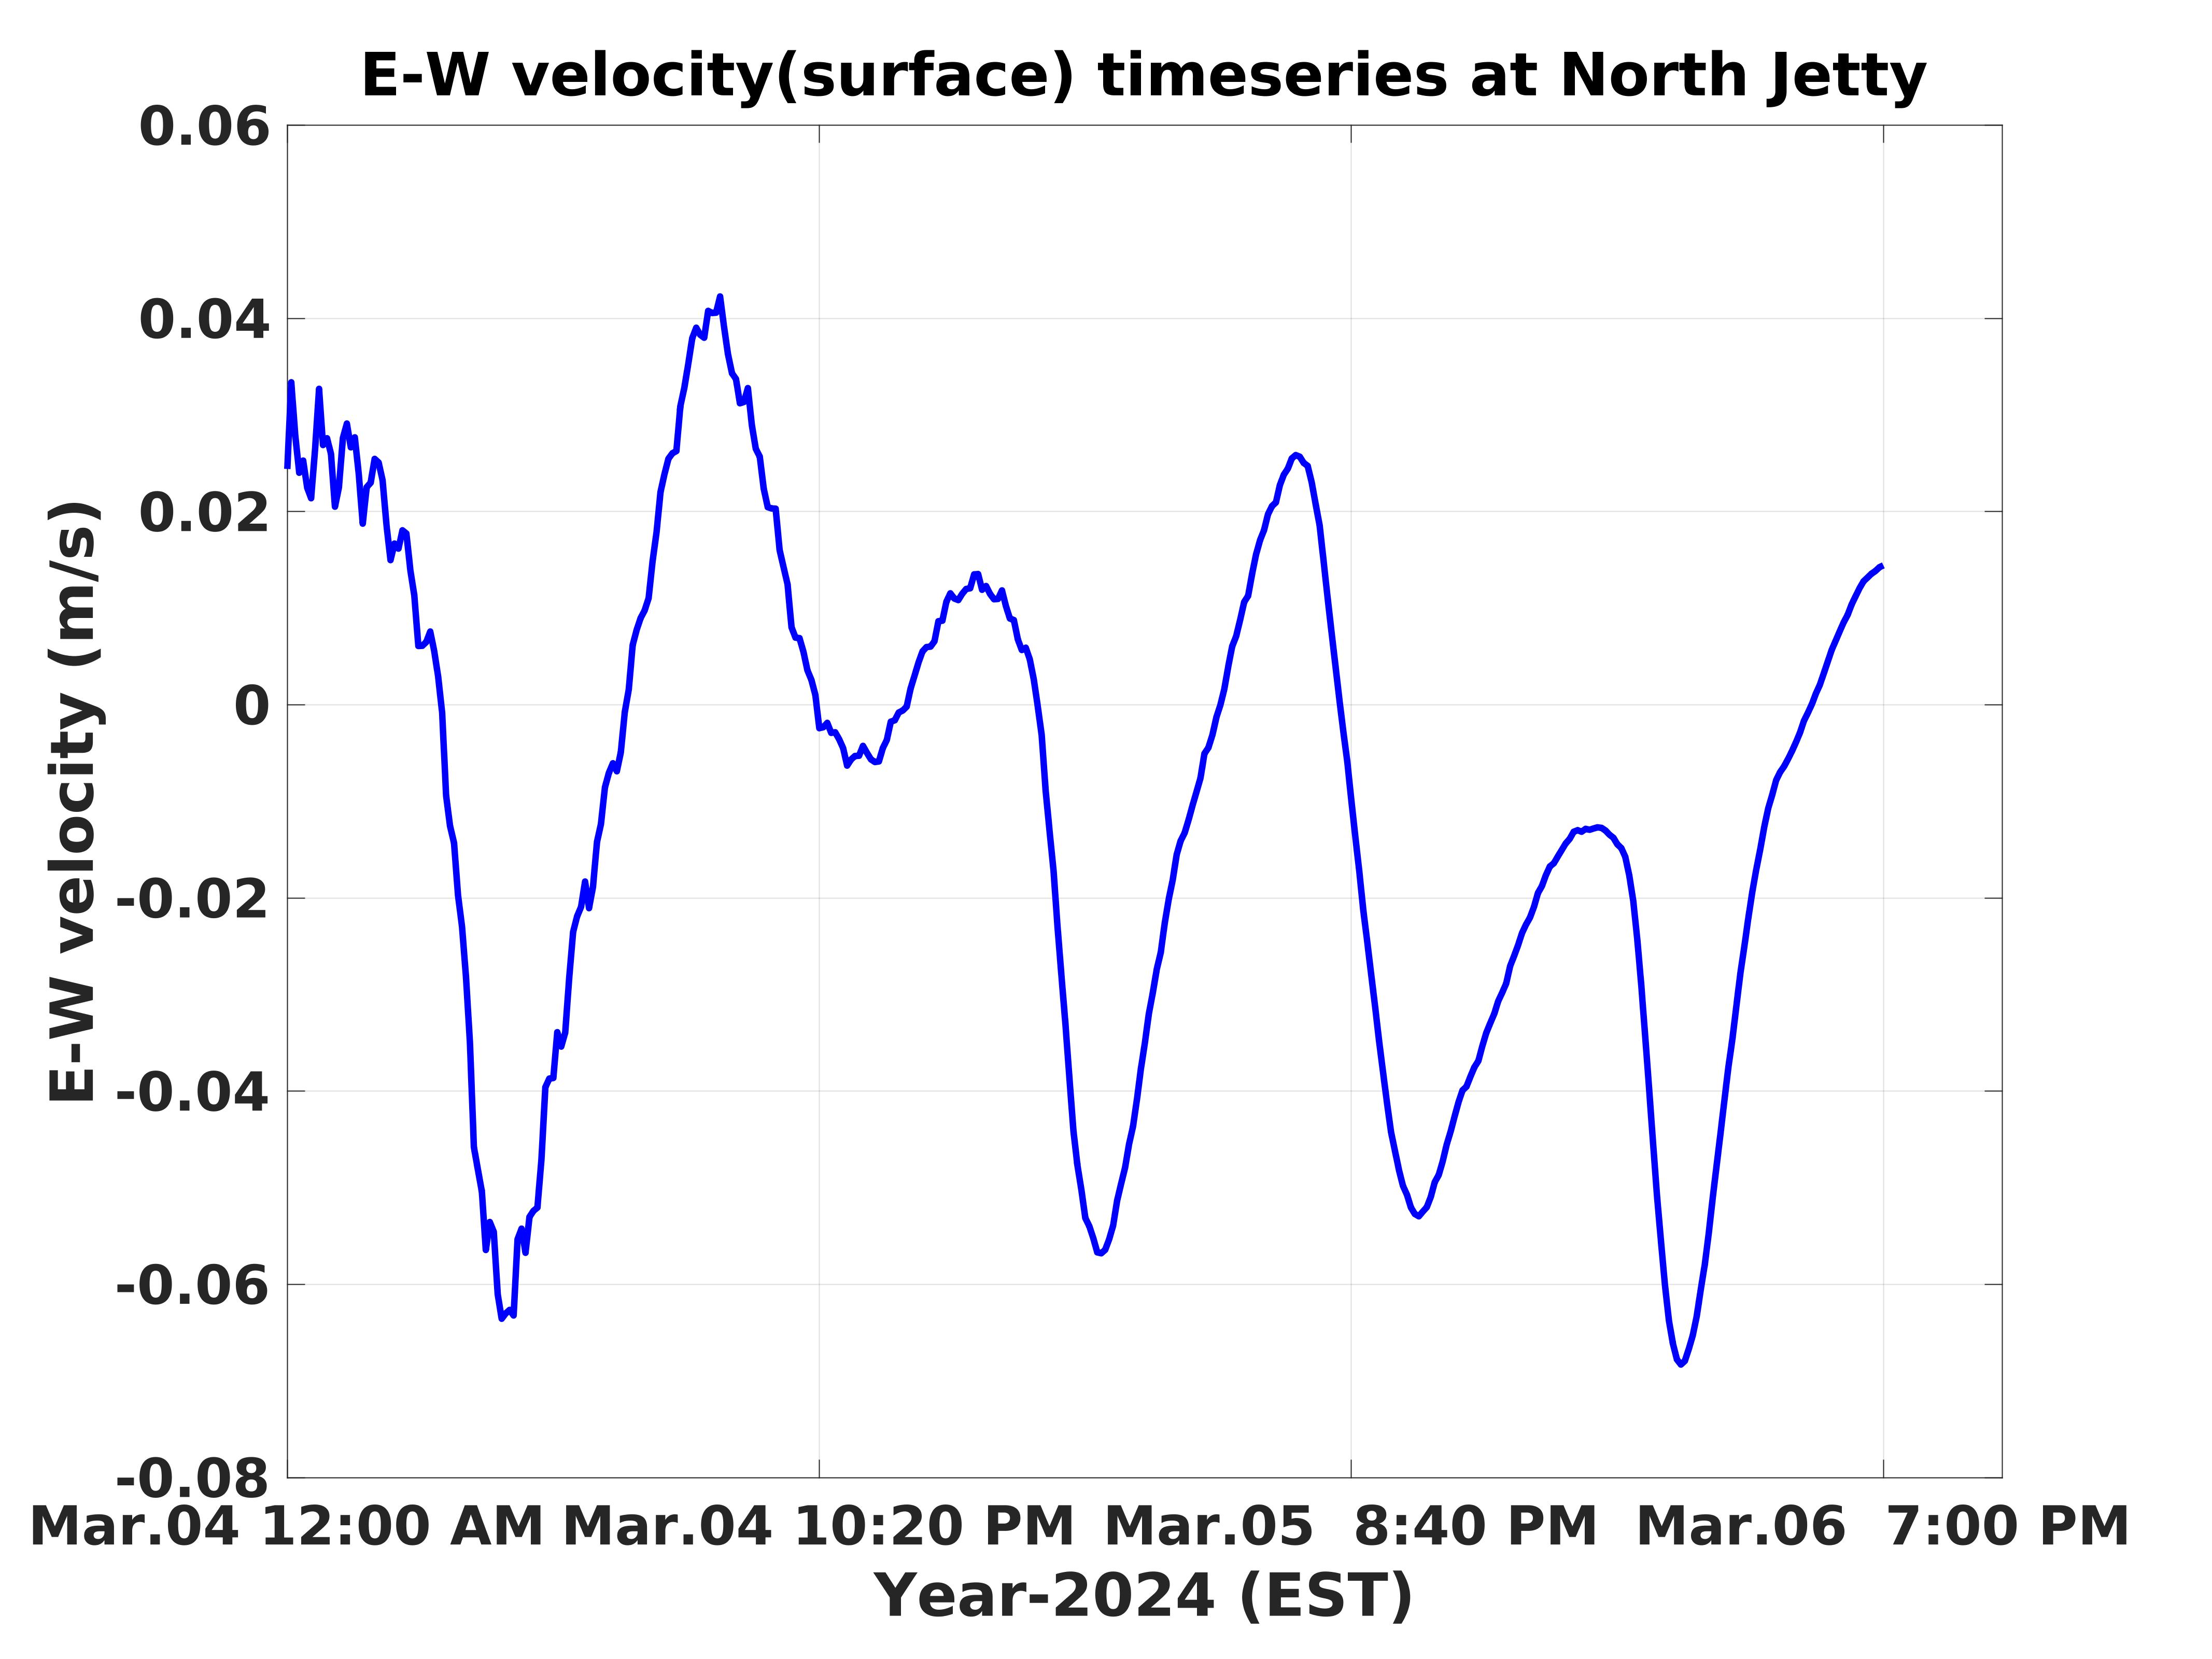 E-W velocity(surface) timeseries at North Jetty
0.06
0.04
0.02
0
-0.02
-0.04
-0.06
-0.08
E-W velocity (m/s)
Mar.04 12:00 AM Mar.04 10:20 PM Mar.05 8:40 PM Mar.06 7:00 PM
Year-2024 (EST)